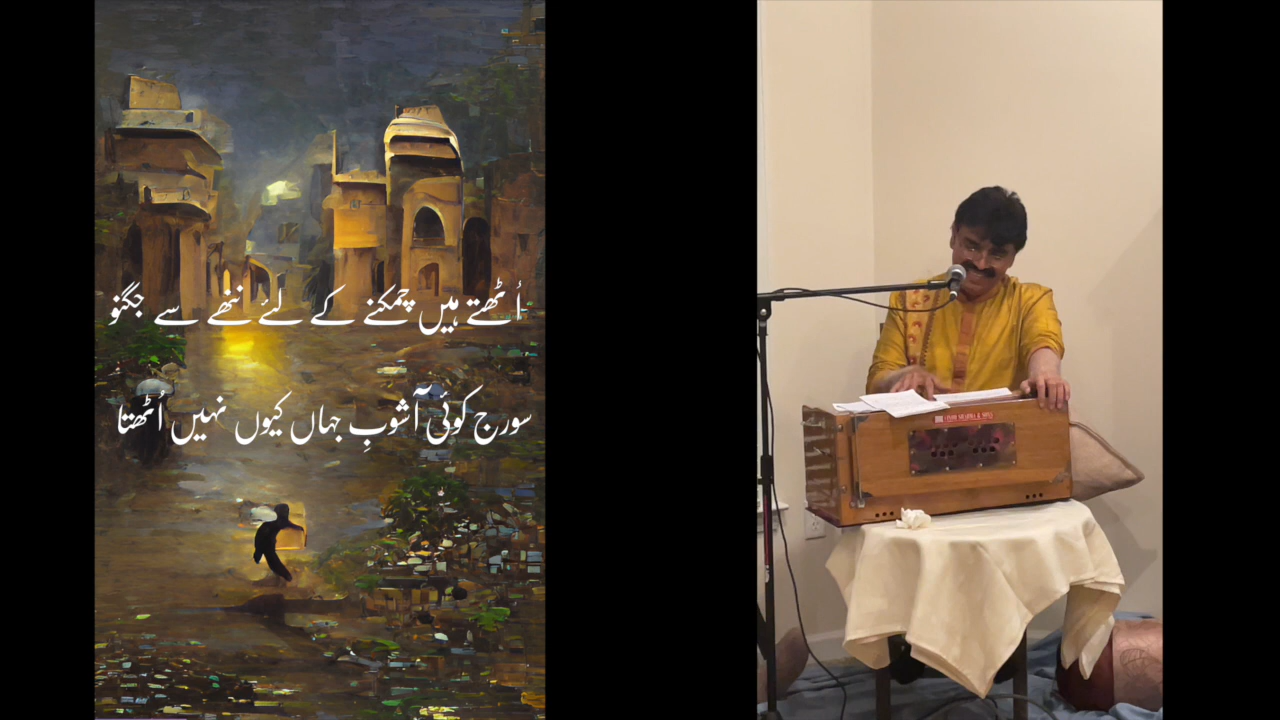 اُٹھتے ہیں چمکنے کے لئے ننھے سے جگنو
سورج کوئی آشوبِ جہاں کیوں نہیں اُٹھتا